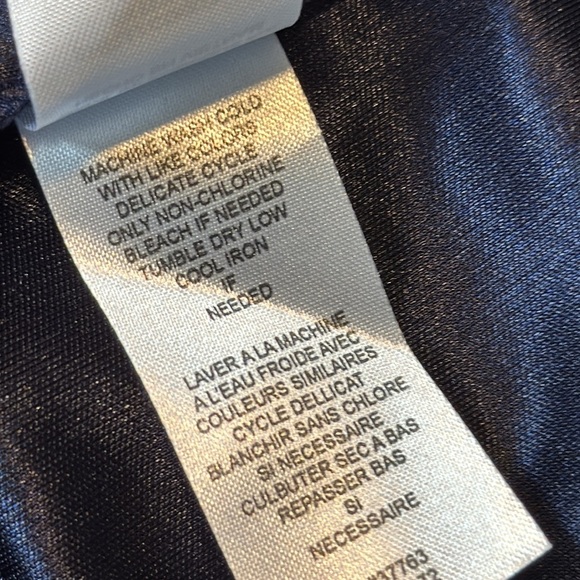 MACHINE WASH COLD
WITH LIKE COLORS
DELICATE CYCLE
ONLY NON-CHLORINE
BLEACH IF NEEDED
TUMBLE DRY LOW
COOL IRON
IF
NEEDED
LAVER A LA MACHINE
A L'EAU FROIDE AVEC
COULEURS SIMILAIRES
CYCLE DELLICAT
BLANCHIR SANS CHLORE
SI NECESSAIRE
CULBUTER SEC À BAS
REPASSER BAS
SI
NECESSAIRE
37763